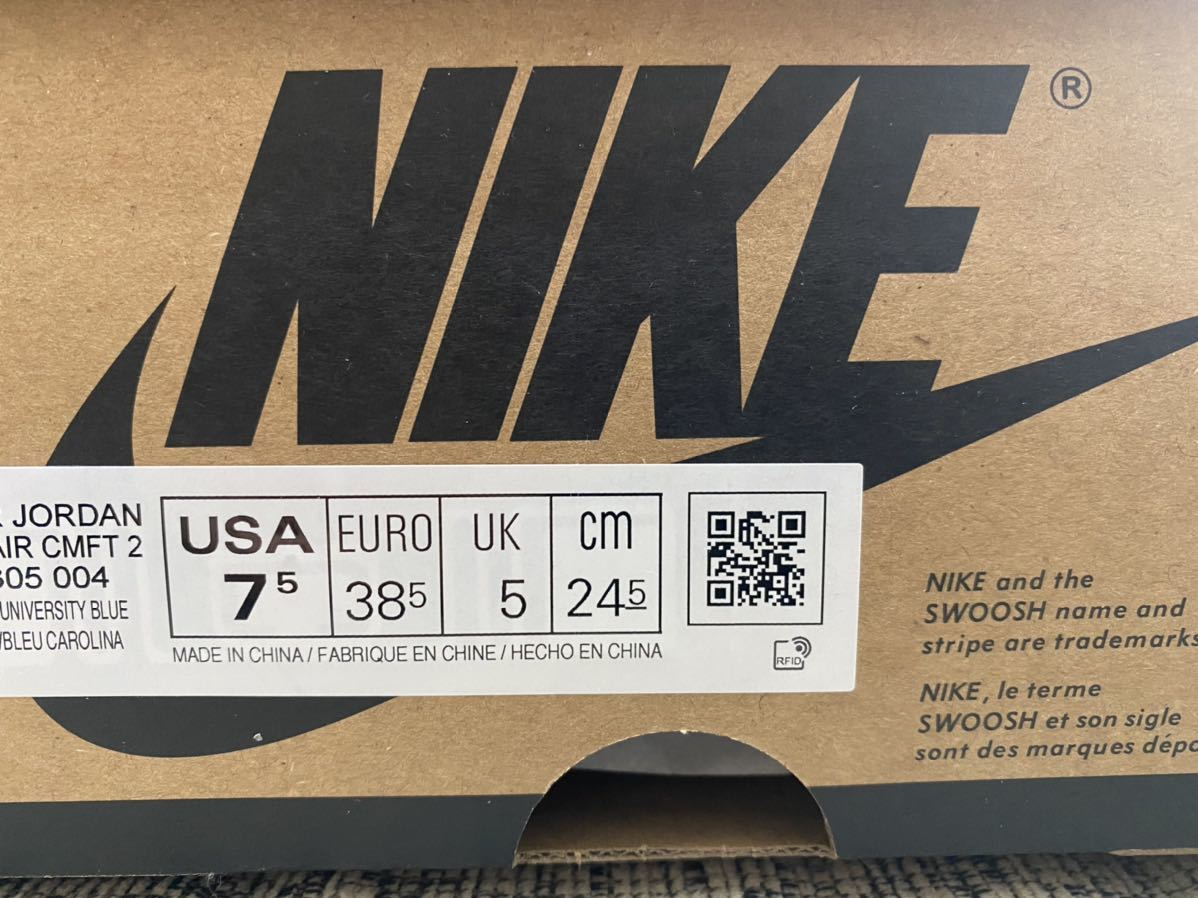 NIKE®
JORDAN
AIR CMFT 2
305 004
UNIVERSITY BLUE
/BLEU CAROLINA
USA EURO UK cm
7⁵ 38⁵ 5 24⁵
MADE IN CHINA / FABRIQUE EN CHINE / HECHO EN CHINA
RFID
NIKE and the
SWOOSH name and
stripe are trademarks
NIKE, le terme
SWOOSH et son sigle
sont des marques dépo